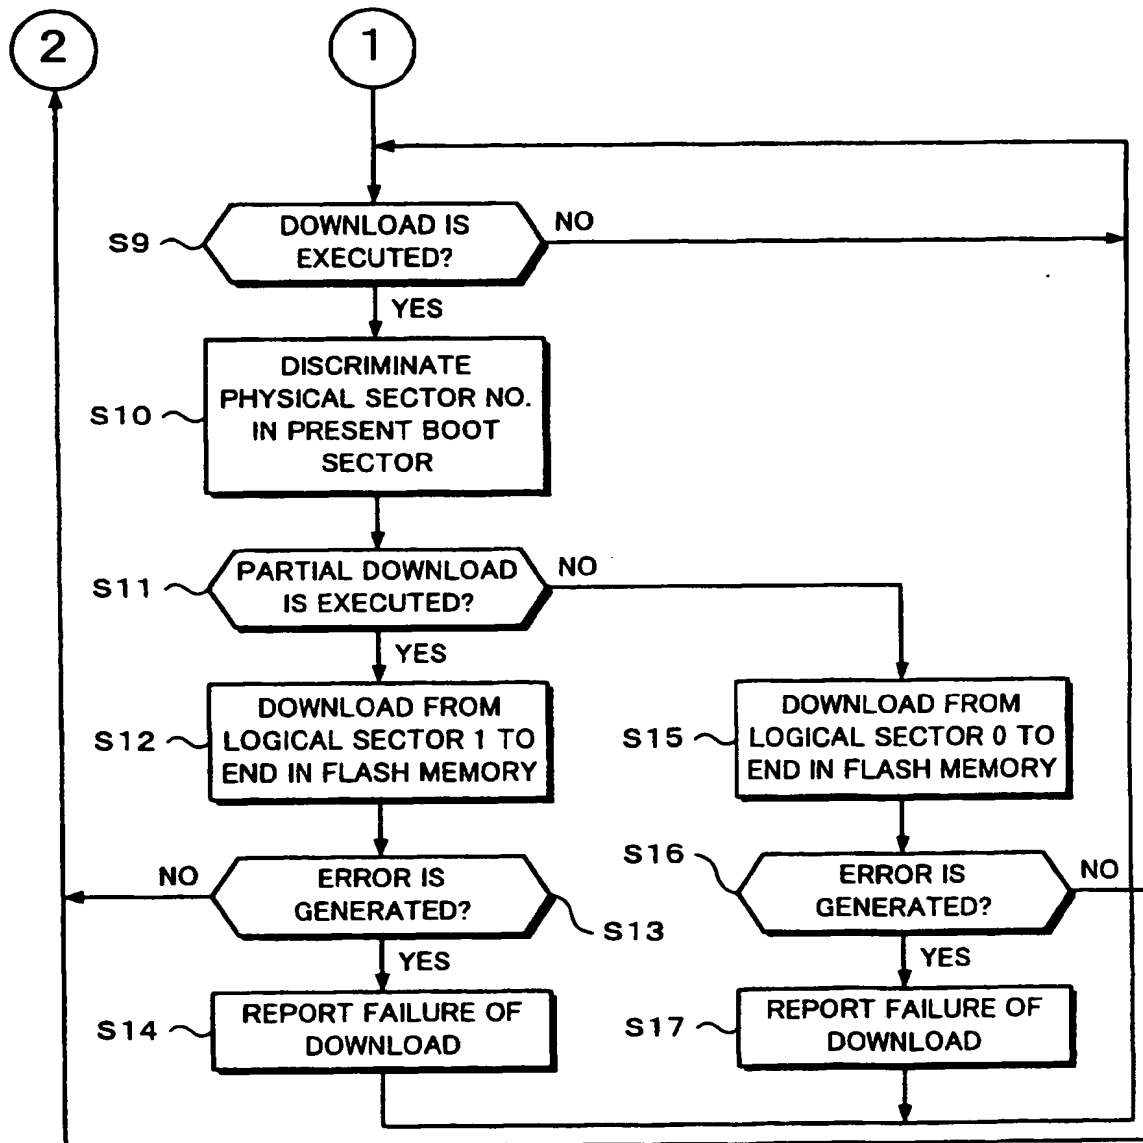 2
1
S9
DOWNLOAD IS
EXECUTED?
NO
YES
S10
DISCRIMINATE
PHYSICAL SECTOR NO.
IN PRESENT BOOT
SECTOR
S11
PARTIAL DOWNLOAD
IS EXECUTED?
NO
YES
S12
DOWNLOAD FROM
LOGICAL SECTOR 1 TO
END IN FLASH MEMORY
S15
DOWNLOAD FROM
LOGICAL SECTOR 0 TO
END IN FLASH MEMORY
NO
ERROR IS
GENERATED?
S13
YES
S16
ERROR IS
GENERATED?
NO
YES
S14
REPORT FAILURE OF
DOWNLOAD
S17
REPORT FAILURE OF
DOWNLOAD